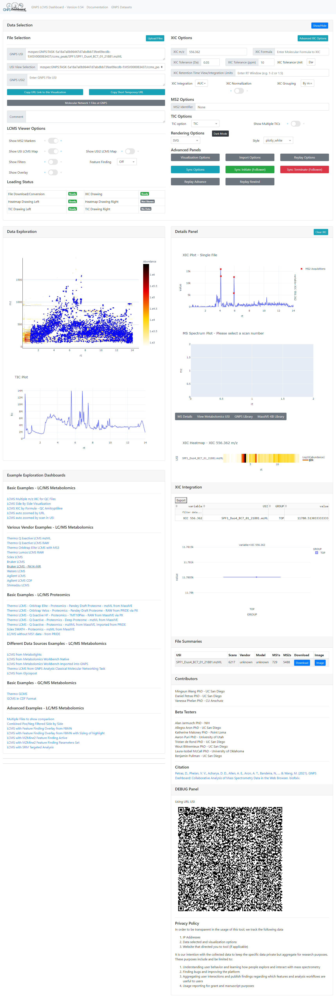 GNPS Dashboard
GNPS LCMS Dashboard - Version 0.54 Documentation GNPS Datasets
Data Selection
Show/Hide
File Selection
Upload Files
GNPS USI
mzspec:GNPS:TASK-5a18a7a0b96447d7abdbb73fee09ecdb-
f.MSV000083437/ccms_peak/SPF1/SPF1_Duo4_BC7_01_21881.mzML
USI View Selection
mzspec:GNPS:TASK-5a18a7a0b96447d7abdbb73fee09ecdb-f.MSV000083437/ccms_pea
GNPS USI2
Enter GNPS File USI
Copy URL Link to this Visualization
Copy Short Temporary URL
Molecular Network 1 Files at GNPS
Comment
LCMS Viewer Options
Show MS2 Markers
Show USI LCMS Map
Show USI2 LCMS Map
Show Filters
Feature Finding
Off
Show Overlay
Loading Status
File Download/Conversion Ready XIC Drawing Ready
Heatmap Drawing Left Ready Heatmap Drawing Right Not Shown
TIC Drawing Left Ready TIC Drawing Right No Data
XIC Options
Advanced XIC Options
XIC m/z 556.362
XIC Formula Enter Molecular Formula to XIC
XIC Tolerance (Da) 0.05
XIC Tolerance (ppm) 10
XIC Tolerance Unit
XIC Retention Time View/Integration Limits Enter RT Window (e.g. 1-2 or 1.5)
XIC Integration AUC
XIC Normalization
XIC Grouping By m...
MS2 Options
MS2 Identifier None
TIC Options
TIC option TIC
Show Multiple TICs
Rendering Options
Dark Mode
SVG
Style plotly_white
Advanced Panels
Visualization Options
Import Options
Replay Options
Sync Options
Sync Initiate (Follower)
Sync Terminate (Follower)
Replay Advance
Replay Rewind
Data Exploration
Abundance
1.e6
1.e5.5
1.e5
1.e4.5
1.e4
1.e3.5
1.e3
mz
1500
1000
500
0
2 4 6 8 10 12 14
rt
TIC Plot
tic
14M
12M
10M
8M
6M
4M
2M
0
2 4 6 8 10 12 14
rt
Example Exploration Dashboards
Basic Examples - LC/MS Metabolomics
LCMS Multiple m/z XIC for QC Files
LCMS Side By Side Visualization
LCMS XIC by Formula - QC Amitryptiline
LCMS auto zoomed by URL
LCMS auto zoomed by scan in USI
Various Vendor Examples - LC/MS Metabolomics
Thermo Q Exactive LCMS mzML
Thermo Q Exactive LCMS RAW
Thermo Orbitrap Elite LCMS with MS3
Thermo Lumos LCMS RAW
Sciex LCMS
Bruker LCMS
Bruker LCMS - PA14 rhlR
Waters LCMS
Agilent LCMS
Agilent LCMS CDF
Shimadzu LCMS
Basic Examples - LC/MS Proteomics
Thermo LCMS - Orbitrap Elite - Proteomics - Pandey Draft Proteome - mzML from MassIVE
Thermo LCMS - Orbitrap Velos - Proteomics - Pandey Draft Proteome - RAW from PRIDE via PX
Thermo LCMS - Q Exactive HF - Proteomics - TMT10Plex - RAW from MassIVE via PX
Thermo LCMS - Q Exactive - Proteomics - Deep Proteome - mzML from MassIVE
Thermo LCMS - Q Exactive - Proteomics - mzXML from MassIVE, imported from PRIDE
Sciex SWATH - Proteomics - mzML from MassIVE
LC/MS without MS1 data - from PRIDE
Different Data Sources Examples - LC/MS Metabolomics
LCMS from Metabolights
LCMS from Metabolomics Workbench Native
LCMS from Metabolomics Workbench Imported into GNPS
Thermo LCMS from GNPS Analysis Classical Molecular Networking Task
LCMS from Glycopost
Basic Examples - GC/MS Metabolomics
Thermo GCMS
GCMS in CDF Format
Advanced Examples - LC/MS Metabolomics
Multiple Files to show comparison
Combined Pos/Neg Filtered Side by Side
LCMS with Feature Finding Overlay from FBMN
LCMS with Feature Finding Overlay from FBMN with Sizing of highlight
LCMS with MZMine2 Feature Finding Active
LCMS with MZMine2 Feature Finding Parameters Set
LCMS with SRM Targeted Analysis
Details Panel
Clear XIC
XIC Plot - Single File
MS2 Acquisitions
value
15k
10k
5k
0
variable=XIC 556.362
2 4 6 8 10 12 14
rt
MS Spectrum Plot - Please select a scan number
mz
2
1.5
1
0.5
0
0 0.5 1 1.5 2
rt
MS Details View Metabolomics USI GNPS Library MassIVE-KB Library
XIC Heatmap - XIC 556.362 m/z
USI
SPF1_Duo4_BC7_01_21881.mzML
Log10(abundance)
5 10
rt
XIC Integration
Export
variable USI GROUP value
filter data...
XIC 556.362 SPF1_Duo4_BC7_01_21881.mzML TOP 11780.513033333333
variable=XIC 556.362
GROUP
TOP
value
11.7815k
11.781k
11.7805k
11.78k
TOP
GROUP
File Summaries
USI Scans Vendor Model MS1s MS2s Download Image
SPF1_Duo4_BC7_01_21881.mzML 6217 unknown unknown 729 5488 Download Image
Contributors
Mingxun Wang PhD - UC San Diego
Daniel Petras PhD - UC San Diego
Vanessa Phelan PhD - CU Anschutz
Beta Testers
Alan Jarmusch PhD - NIH
Allegra Aron PhD - UC San Diego
Katherine Maloney PhD - Point Loma
Aaron Puri PhD - University of Utah
Tristan de Rond PhD - UC San Diego
Wout Bittremieux PhD - UC San Diego
Laura-Isobel McCall PhD - University of Oklahoma
Benjamin Pullman - UC San Diego
Citation
Petras, D., Phelan, V. V., Acharya, D. D., Allen, A. E., Aron, A. T., Bandeira, N., ... & Wang, M. (2021). GNPS
Dashboard: Collaborative Analysis of Mass Spectrometry Data in the Web Browser. bioRxiv.
DEBUG Panel
Using URL USI
Privacy Policy
In order to be transparent in the usage of this tool, we track the following data
1. IP Addresses
2. Data selected and visualization options
3. Website that directed you to tool (if applicable)
It is our intention with the collected data to keep the specific data private but aggregate for research purposes.
These purposes include and be limited to:
1. Understanding user behavior and learning how people explore and interact with mass spectrometry
2. Finding bugs and improving the platform
3. Aggregating user interactions and publish findings regarding which features and analysis workflows are
useful to users
4. Usage reporting for grant and manuscript purposes